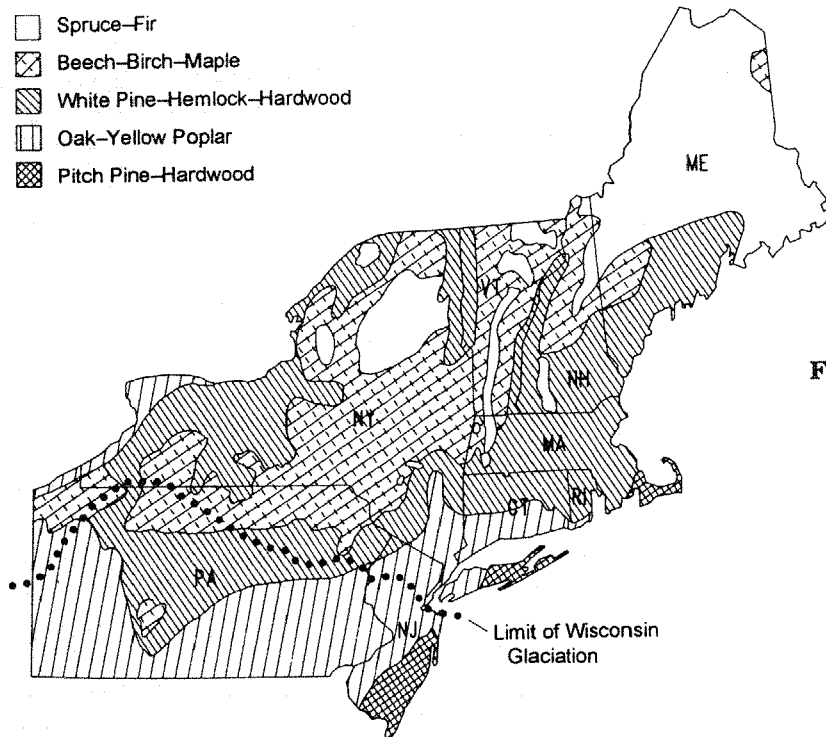 Spruce–Fir
Beech–Birch–Maple
White Pine–Hemlock–Hardwood
Oak–Yellow Poplar
Pitch Pine–Hardwood
ME
VT
NH
F
NY
MA
CT
RI
PA
NJ
Limit of Wisconsin
Glaciation